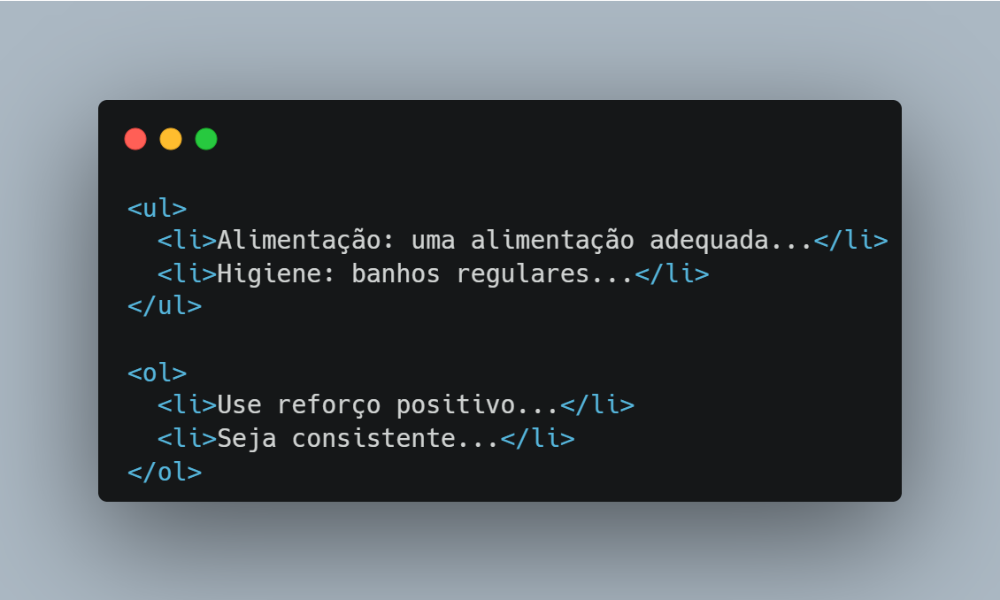 <ul>
  <li>Alimentação: uma alimentação adequada...</li>
  <li>Higiene: banhos regulares...</li>
</ul>

<ol>
  <li>Use reforço positivo...</li>
  <li>Seja consistente...</li>
</ol>